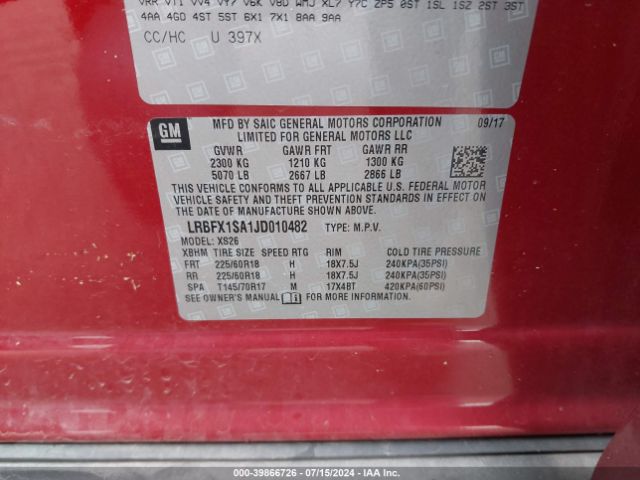 VRR VT1 VV4 VY7 V6K V8D WMJ XL7 Y7C ZP5 0ST 1SL 1SZ 2ST 3ST
4AA 4GO 4ST 5ST 6X1 7X1 8AA 9AA
CC/HC U 397X
GM
MFD BY SAIC GENERAL MOTORS CORPORATION 09/17
LIMITED FOR GENERAL MOTORS LLC
GVWR GAWR FRT GAWR RR
2300 KG 1210 KG 1300 KG
5070 LB 2667 LB 2866 LB
THIS VEHICLE CONFORMS TO ALL APPLICABLE U.S. FEDERAL MOTOR
VEHICLE SAFETY AND THEFT PREVENTION STANDARDS IN EFFECT
ON THE DATE OF MANUFACTURE SHOWN ABOVE.
LRBFX1SA1JD010482 TYPE: M.P.V.
MODEL: XS26
XBHM TIRE SIZE SPEED RTG RIM COLD TIRE PRESSURE
FRT 225/60R18 H 18X7.5J 240KPA(35PSI)
RR 225/60R18 H 18X7.5J 240KPA(35PSI)
SPA T145/70R17 M 17X4BT 420KPA(60PSI)
SEE OWNER'S MANUAL FOR MORE INFORMATION.
000-39866726 - 07/15/2024 - IAA Inc.